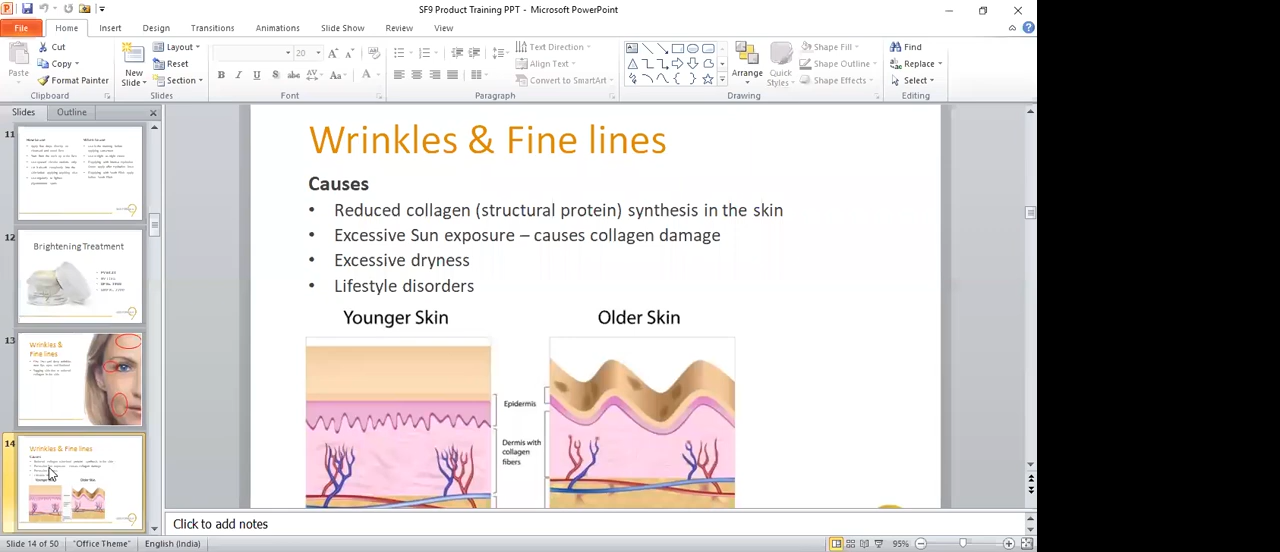 SF9 Product Training PPT - Microsoft PowerPoint
File Home Insert Design Transitions Animations Slide Show Review View
Paste
Cut
Copy
Format Painter
Clipboard
New
Slide
Layout
Reset
Section
Slides
20
Font
Text Direction
Align Text
Convert to SmartArt
Paragraph
Arrange
Quick
Styles
Shape Fill
Shape Outline
Shape Effects
Drawing
Find
Replace
Select
Editing
Slides Outline
11
12
Brightening Treatment
13
Wrinkles &
Fine lines
14
Wrinkles & Fine lines
Causes
Older Skin
Wrinkles & Fine lines
Causes
• Reduced collagen (structural protein) synthesis in the skin
• Excessive Sun exposure – causes collagen damage
• Excessive dryness
• Lifestyle disorders
Younger Skin Older Skin
Epidermis
Dermis with
collagen
fibers
Click to add notes
Slide 14 of 50 "Office Theme" English (India) 95%